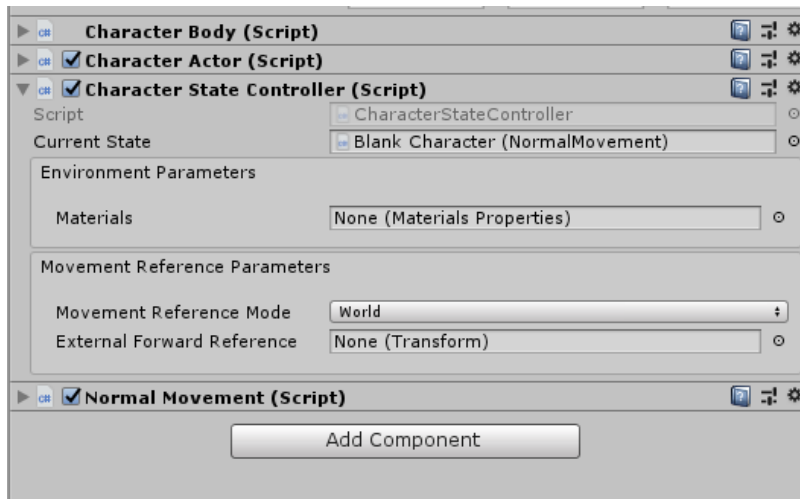 Character Body (Script)
Character Actor (Script)
Character State Controller (Script)
Script CharacterStateController
Current State Blank Character (NormalMovement)
Environment Parameters
Materials None (Materials Properties)
Movement Reference Parameters
Movement Reference Mode World
External Forward Reference None (Transform)
Normal Movement (Script)
Add Component